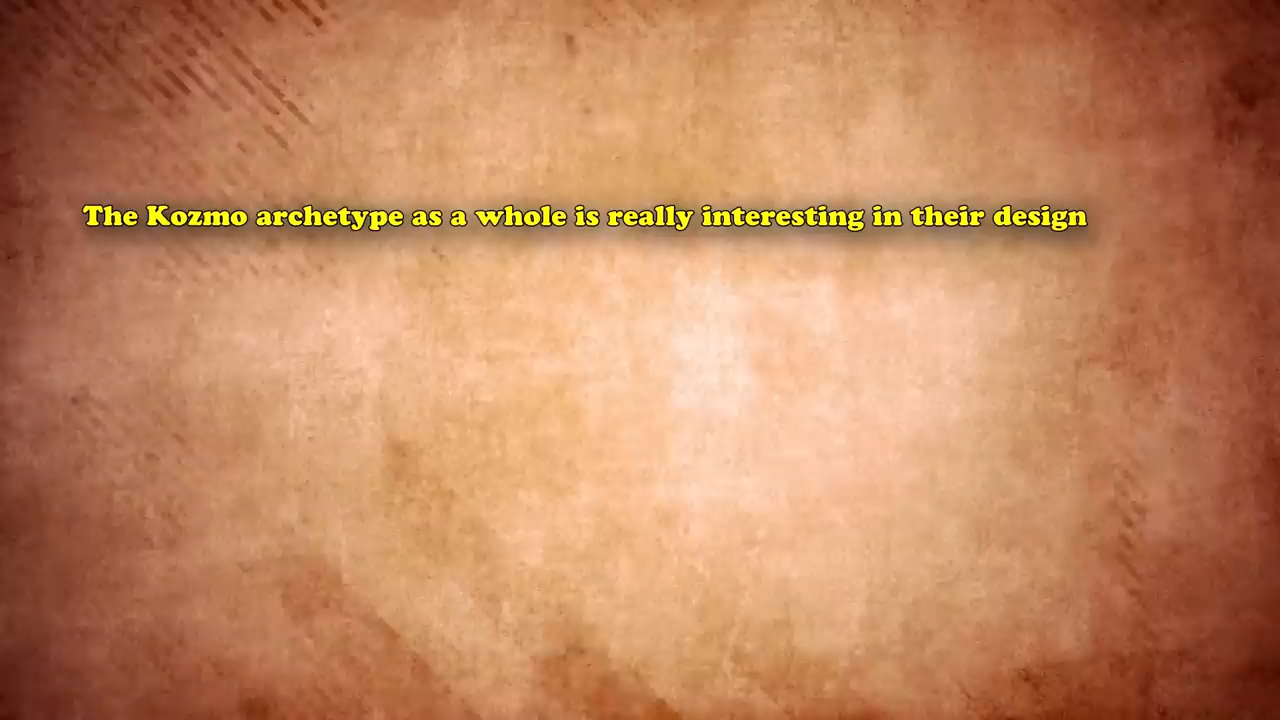 The Kozmo archetype as a whole is really interesting in their design